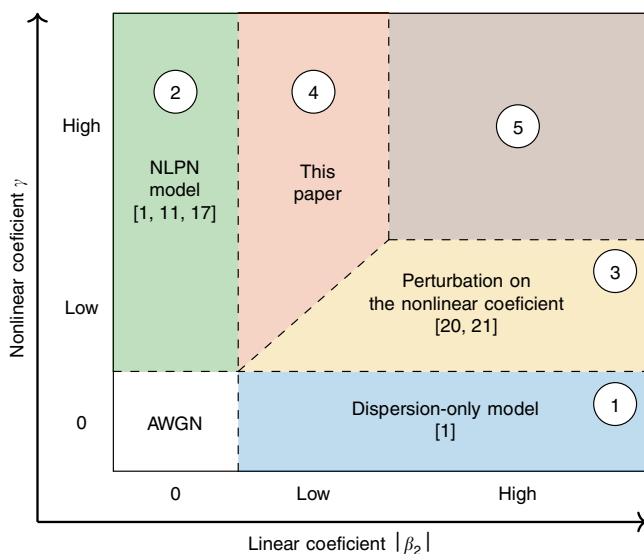 2
4
5
High
NLPN
model
[1, 11, 17]
This
paper
3
Perturbation on
the nonlinear coeficient
[20, 21]
Low
Nonlinear coeficient γ
1
Dispersion-only model
[1]
0
AWGN
0
Low
High
Linear coeficient |β2|